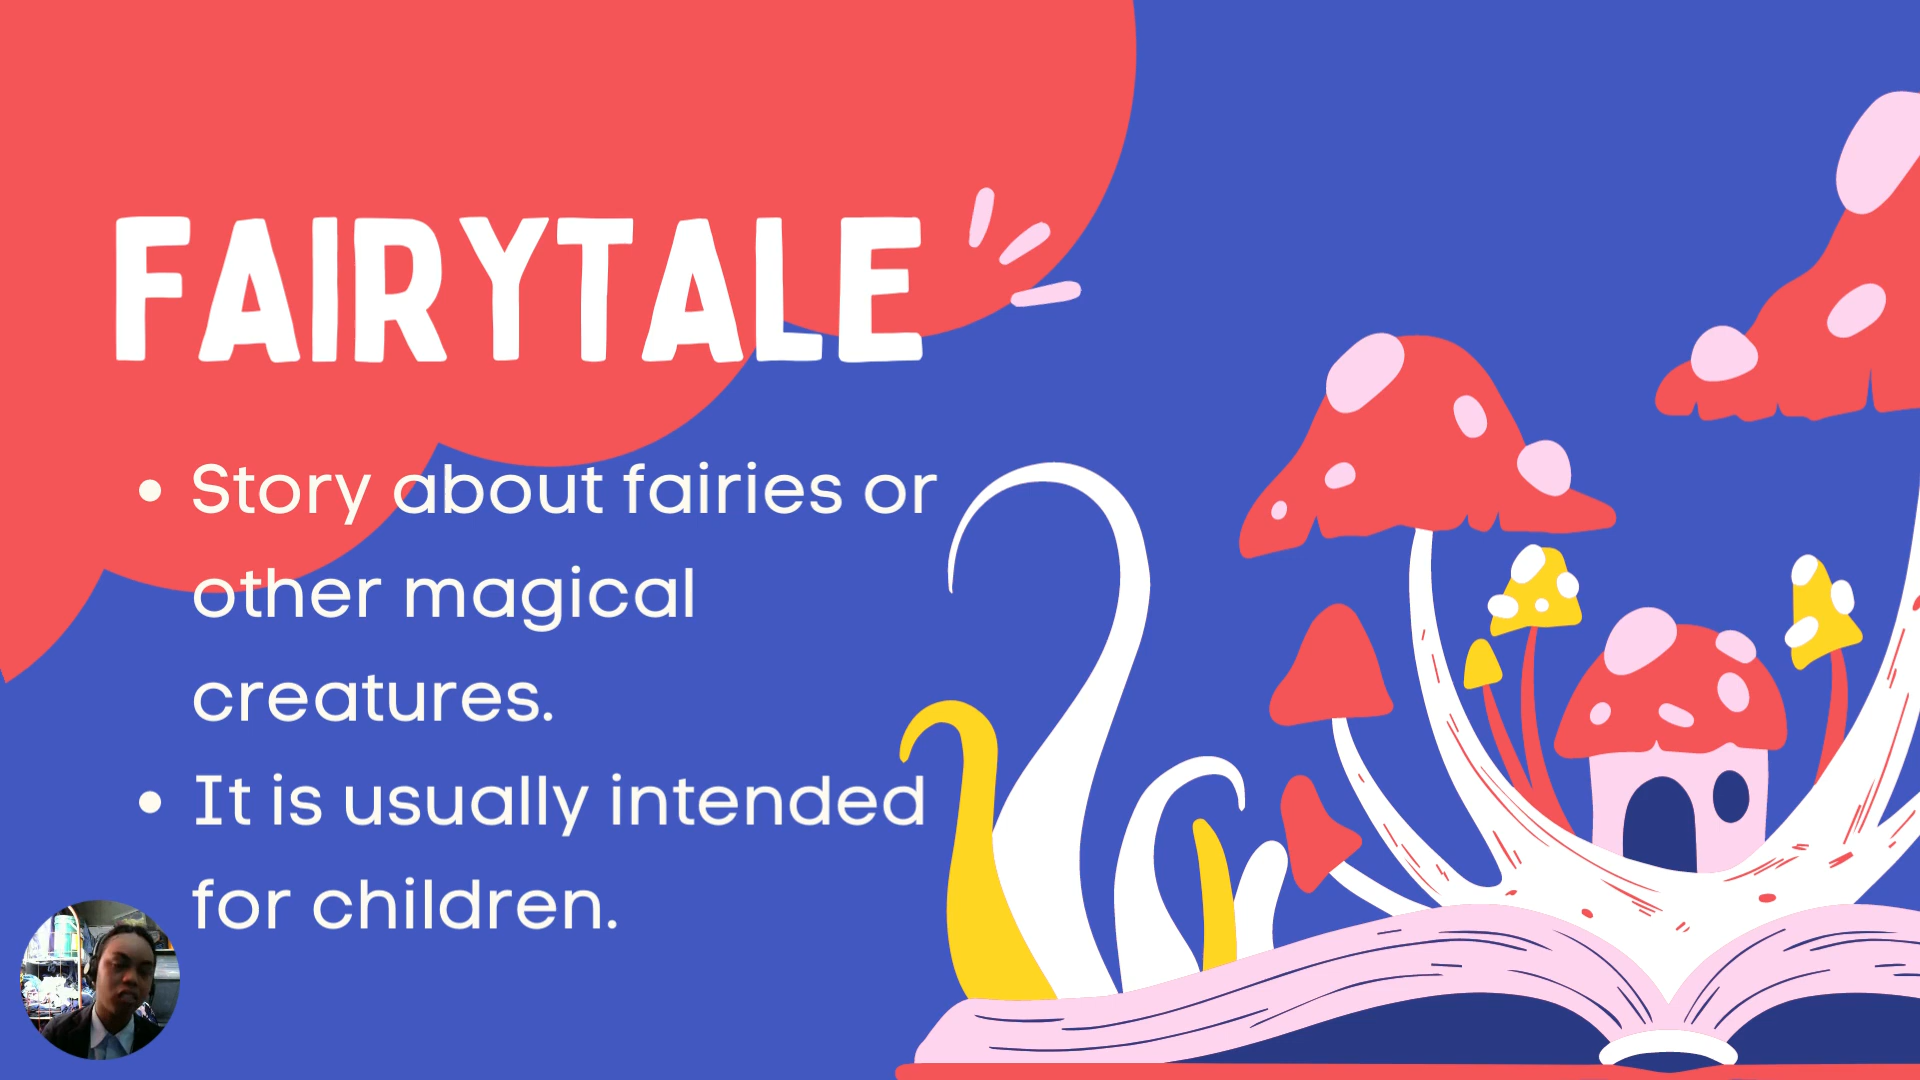 FAIRYTALE
• Story about fairies or
other magical
creatures.
• It is usually intended
for children.